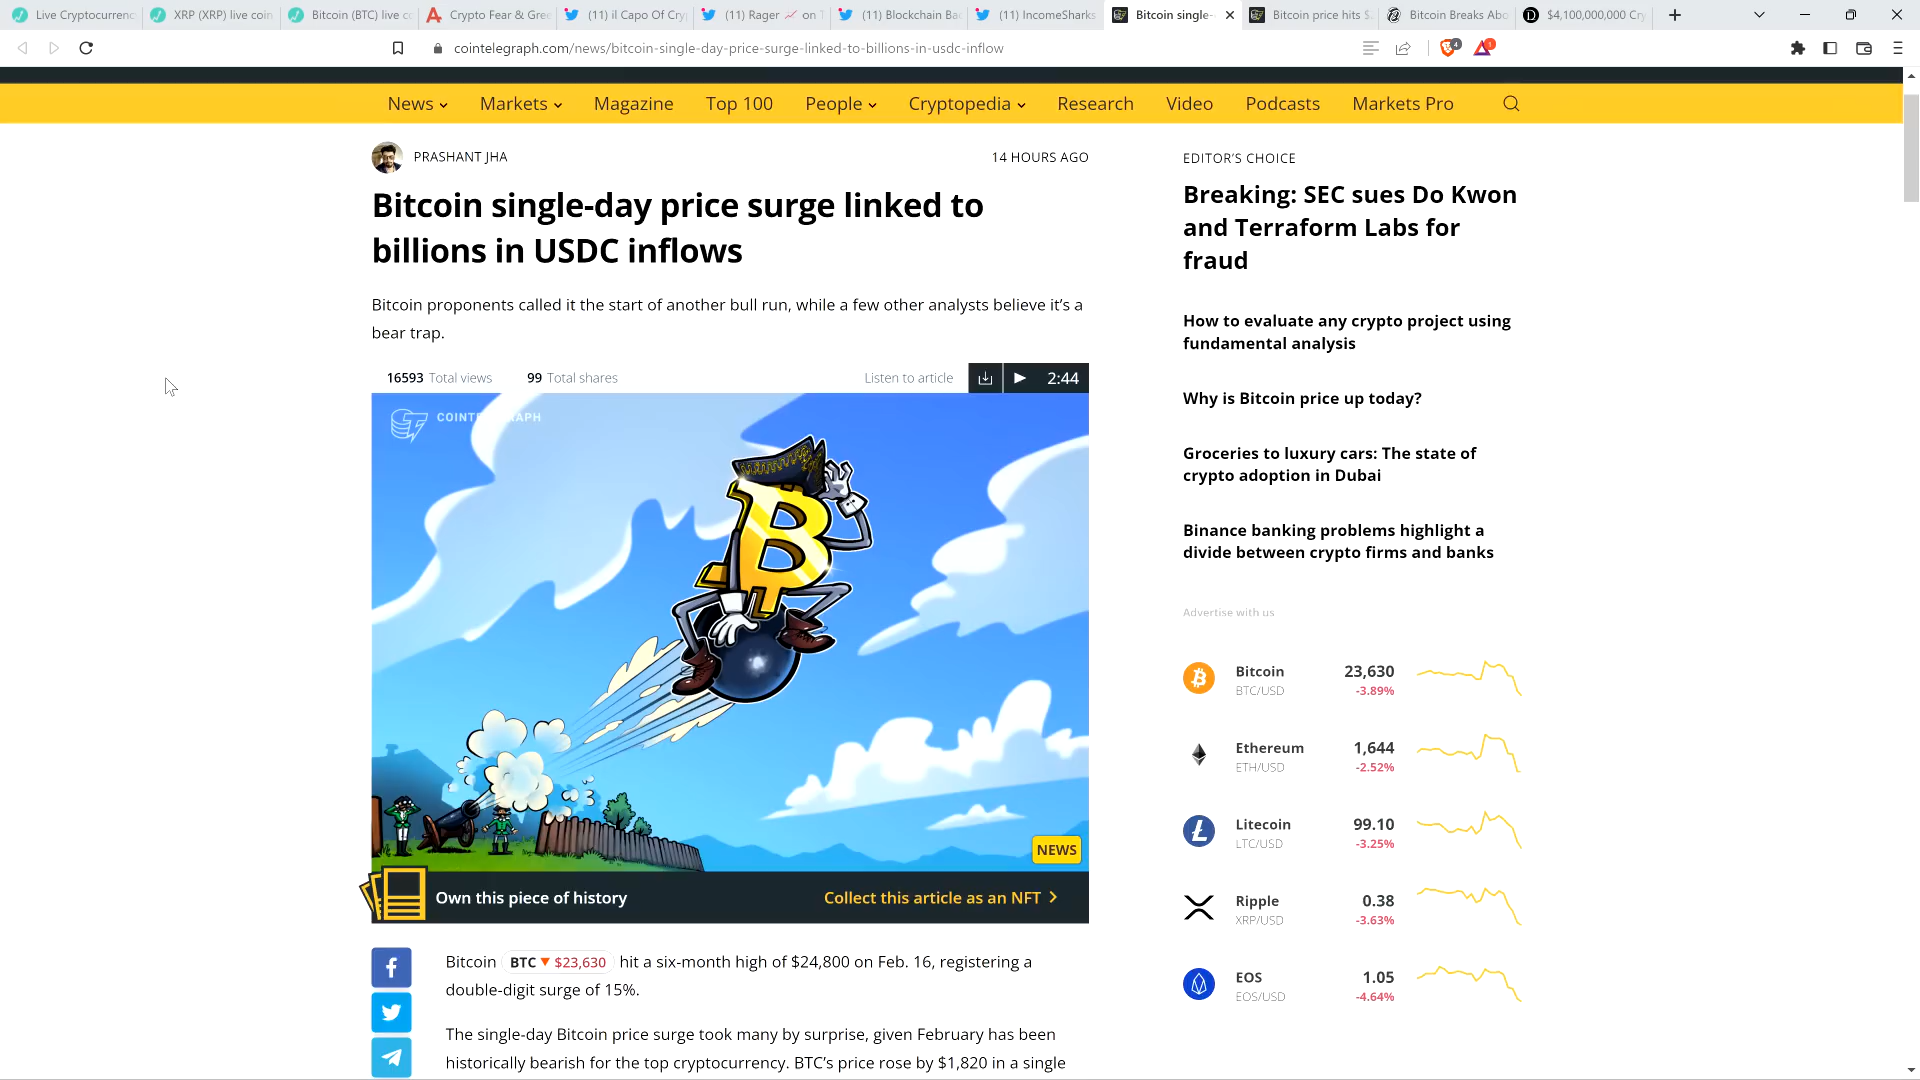 Live Cryptocurrenc
XRP (XRP) live coin
Bitcoin (BTC) live co
Crypto Fear & Gre
(11) il Capo Of Cry
(11) Rager 📈 on T
(11) Blockchain Bac
(11) IncomeSharks
Bitcoin single-
Bitcoin price hits $
Bitcoin Breaks Abo
$4,100,000,000 Cry
cointelegraph.com/news/bitcoin-single-day-price-surge-linked-to-billions-in-usdc-inflow
4
1
News
Markets
Magazine
Top 100
People
Cryptopedia
Research
Video
Podcasts
Markets Pro
PRASHANT JHA
14 HOURS AGO
Bitcoin single-day price surge linked to
billions in USDC inflows
Bitcoin proponents called it the start of another bull run, while a few other analysts believe it's a
bear trap.
16593 Total views
99 Total shares
Listen to article
2:44
NEWS
Own this piece of history
Collect this article as an NFT
Bitcoin BTC ▼ $23,630 hit a six-month high of $24,800 on Feb. 16, registering a
double-digit surge of 15%.
The single-day Bitcoin price surge took many by surprise, given February has been
historically bearish for the top cryptocurrency. BTC's price rose by $1,820 in a single
EDITOR'S CHOICE
Breaking: SEC sues Do Kwon
and Terraform Labs for
fraud
How to evaluate any crypto project using
fundamental analysis
Why is Bitcoin price up today?
Groceries to luxury cars: The state of
crypto adoption in Dubai
Binance banking problems highlight a
divide between crypto firms and banks
Advertise with us
Bitcoin 23,630
BTC/USD -3.89%
Ethereum 1,644
ETH/USD -2.52%
Litecoin 99.10
LTC/USD -3.25%
Ripple 0.38
XRP/USD -3.63%
EOS 1.05
EOS/USD -4.64%